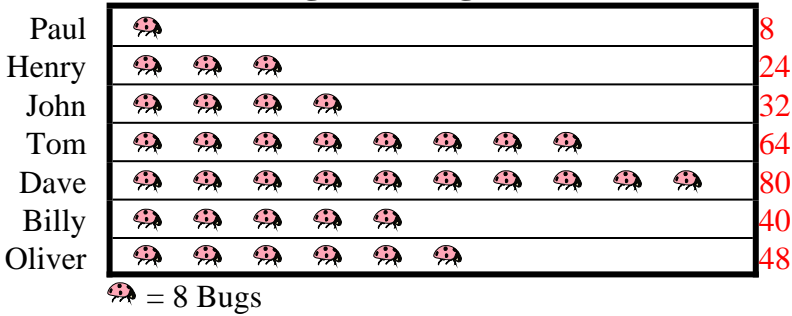 Paul 8
Henry 24
John 32
Tom 64
Dave 80
Billy 40
Oliver 48
= 8 Bugs